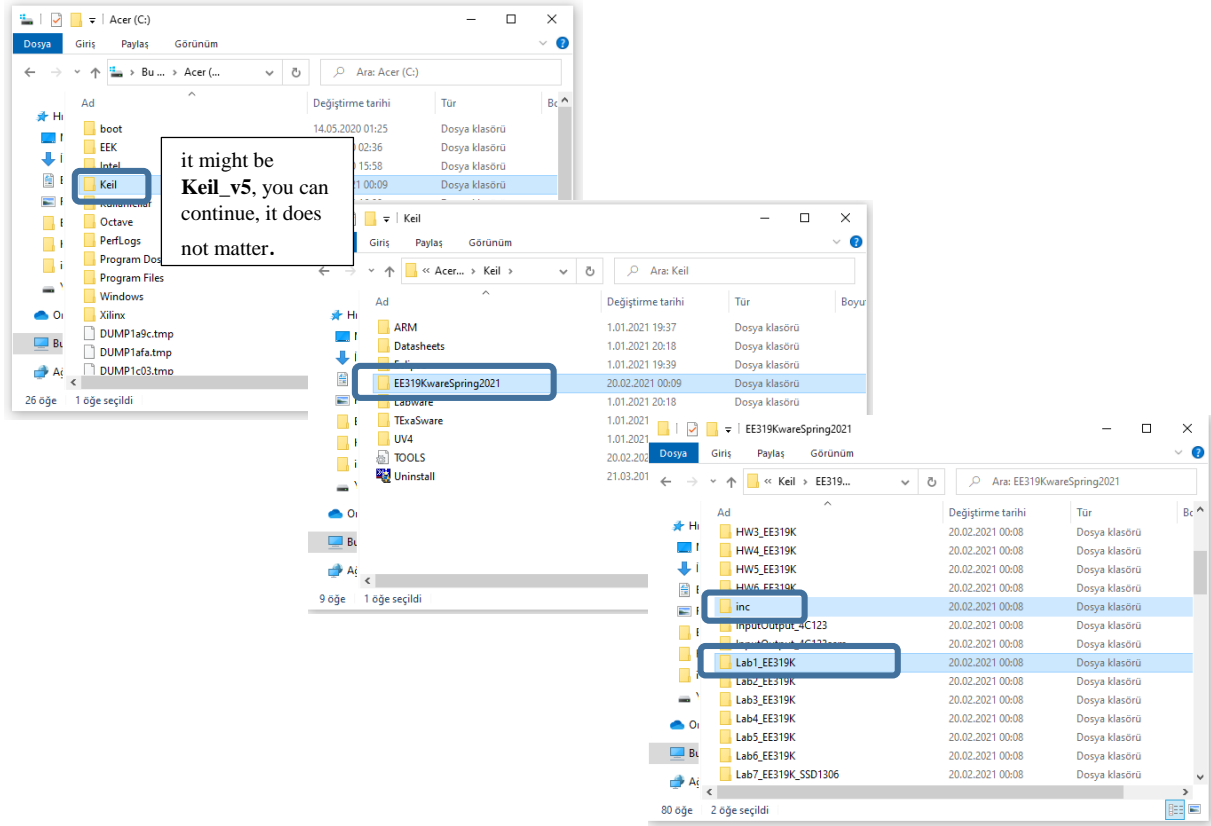 Acer (C:)
Dosya Giriş Paylaş Görünüm
Bu ... › Acer (...
Ara: Acer (C:)
Ad Değiştirme tarihi Tür
boot 14.05.2020 01:25 Dosya klasörü
EEK 02:36 Dosya klasörü
Intel 15:58 Dosya klasörü
Keil 00:09 Dosya klasörü
Octave
PerfLogs
Program Dos
Program Files
Windows
Xilinx
DUMP1a9c.tmp
DUMP1afa.tmp
DUMP1c03.tmp
26 öğe 1 öğe seçildi
it might be
Keil_v5, you can
continue, it does
not matter.
Keil
Giriş Paylaş Görünüm
« Acer... › Keil ›
Ara: Keil
Ad Değiştirme tarihi Tür Boyu
ARM 1.01.2021 19:37 Dosya klasörü
Datasheets 1.01.2021 20:18 Dosya klasörü
1.01.2021 19:39 Dosya klasörü
EE319KwareSpring2021 20.02.2021 00:09 Dosya klasörü
Labware 1.01.2021 20:18 Dosya klasörü
TExaSware 1.01.2021
UV4 1.01.2021
TOOLS 20.02.202
Uninstall 21.03.201
9 öğe 1 öğe seçildi
EE319KwareSpring2021
Dosya Giriş Paylaş Görünüm
« Keil › EE319...
Ara: EE319KwareSpring2021
Ad Değiştirme tarihi Tür
HW3_EE319K 20.02.2021 00:08 Dosya klasörü
HW4_EE319K 20.02.2021 00:08 Dosya klasörü
HW5_EE319K 20.02.2021 00:08 Dosya klasörü
HW6_EE319K 20.02.2021 00:08 Dosya klasörü
inc 20.02.2021 00:08 Dosya klasörü
InputOutput_4C123 20.02.2021 00:08 Dosya klasörü
20.02.2021 00:08 Dosya klasörü
Lab1_EE319K 20.02.2021 00:08 Dosya klasörü
Lab2_EE319K 20.02.2021 00:08 Dosya klasörü
Lab3_EE319K 20.02.2021 00:08 Dosya klasörü
Lab4_EE319K 20.02.2021 00:08 Dosya klasörü
Lab5_EE319K 20.02.2021 00:08 Dosya klasörü
Lab6_EE319K 20.02.2021 00:08 Dosya klasörü
Lab7_EE319K_SSD1306 20.02.2021 00:08 Dosya klasörü
80 öğe 2 öğe seçildi